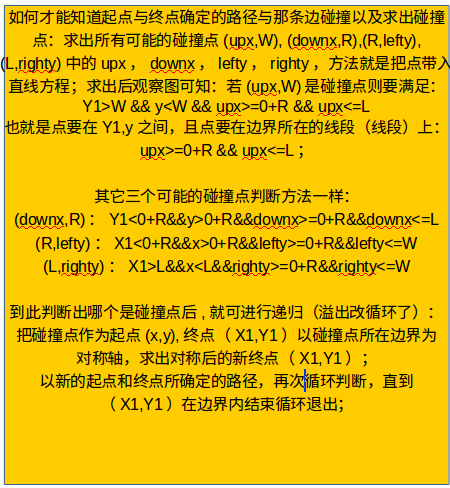 如何才能知道起点与终点确定的路径与那条边碰撞以及求出碰撞
点：求出所有可能的碰撞点 (upx,W), (downx,R),(R,lefty),
(L,righty) 中的 upx ， downx ， lefty ， righty ，方法就是把点带入
直线方程；求出后观察图可知：若 (upx,W) 是碰撞点则要满足：
Y1>W && y<W && upx>=0+R && upx<=L
也就是点要在 Y1,y 之间，且点要在边界所在的线段（线段）上：
upx>=0+R && upx<=L ；
其它三个可能的碰撞点判断方法一样：
(downx,R) ： Y1<0+R&&y>0+R&&downx>=0+R&&downx<=L
(R,lefty) ： X1<0+R&&x>0+R&&lefty>=0+R&&lefty<=W
(L,righty) ： X1>L&&x<L&&righty>=0+R&&righty<=W
到此判断出哪个是碰撞点后 , 就可进行递归（溢出改循环了）：
把碰撞点作为起点 (x,y), 终点（ X1,Y1 ）以碰撞点所在边界为
对称轴，求出对称后的新终点（ X1,Y1 ）；
以新的起点和终点所确定的路径，再次循环判断，直到
（ X1,Y1 ）在边界内结束循环退出；